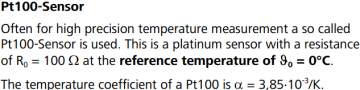 Pt100-Sensor
Often for high precision temperature measurement a so called
Pt100-Sensor is used. This is a platinum sensor with a resistance
of R₀ = 100 Ω at the reference temperature of ϑ₀ = 0°C.
The temperature coefficient of a Pt100 is α = 3,85·10⁻³/K.